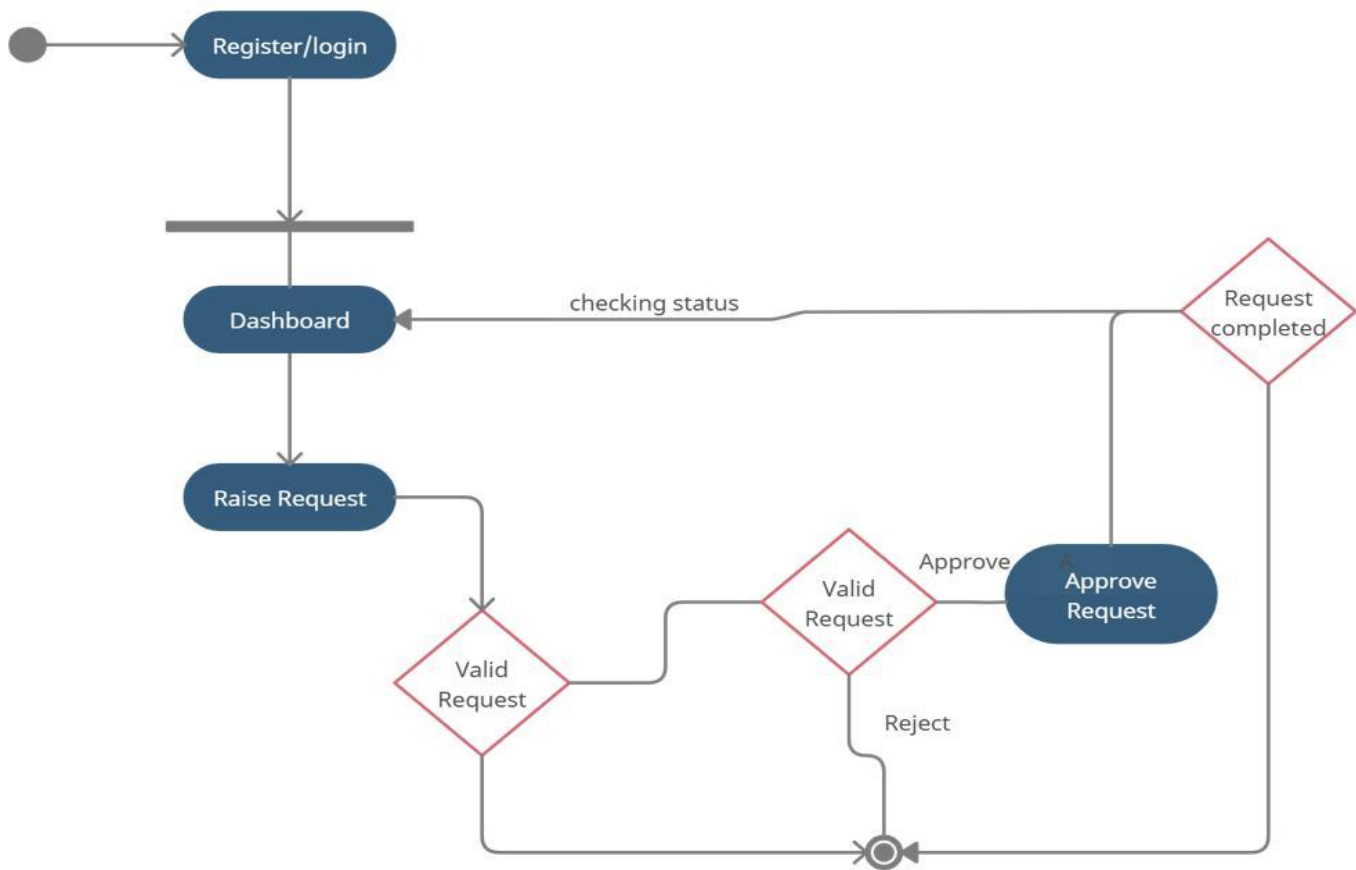 Register/login
Dashboard
checking status
Request
completed
Raise Request
Valid
Request
Valid
Request
Approve
A
Approve
Request
Reject